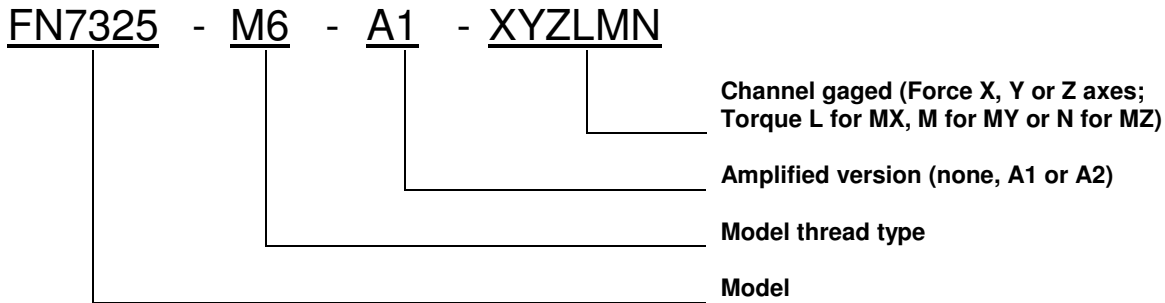 FN7325 - M6 - A1 - XYZLMN
Channel gaged (Force X, Y or Z axes;
Torque L for MX, M for MY or N for MZ)
Amplified version (none, A1 or A2)
Model thread type
Model